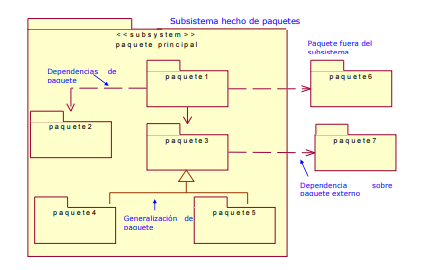 Subsistema hecho de paquetes
<<subsystem>>
paquete principal
Paquete fuera del
subsistema
Dependencias de
paquete
paquete1
paquete6
paquete2
paquete3
paquete7
Dependencia sobre
paquete externo
paquete4
Generalización de
paquete
paquete5